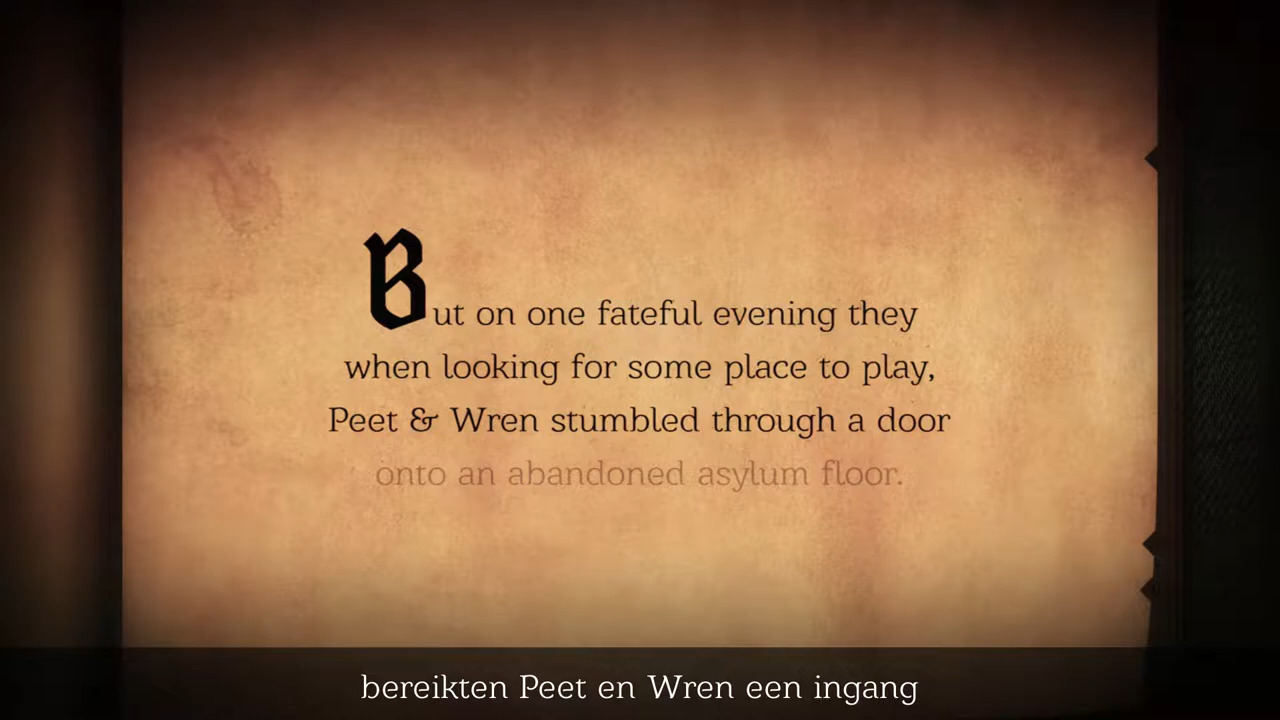 But on one fateful evening they
when looking for some place to play,
Peet & Wren stumbled through a door
onto an abandoned asylum floor.
bereikten Peet en Wren een ingang